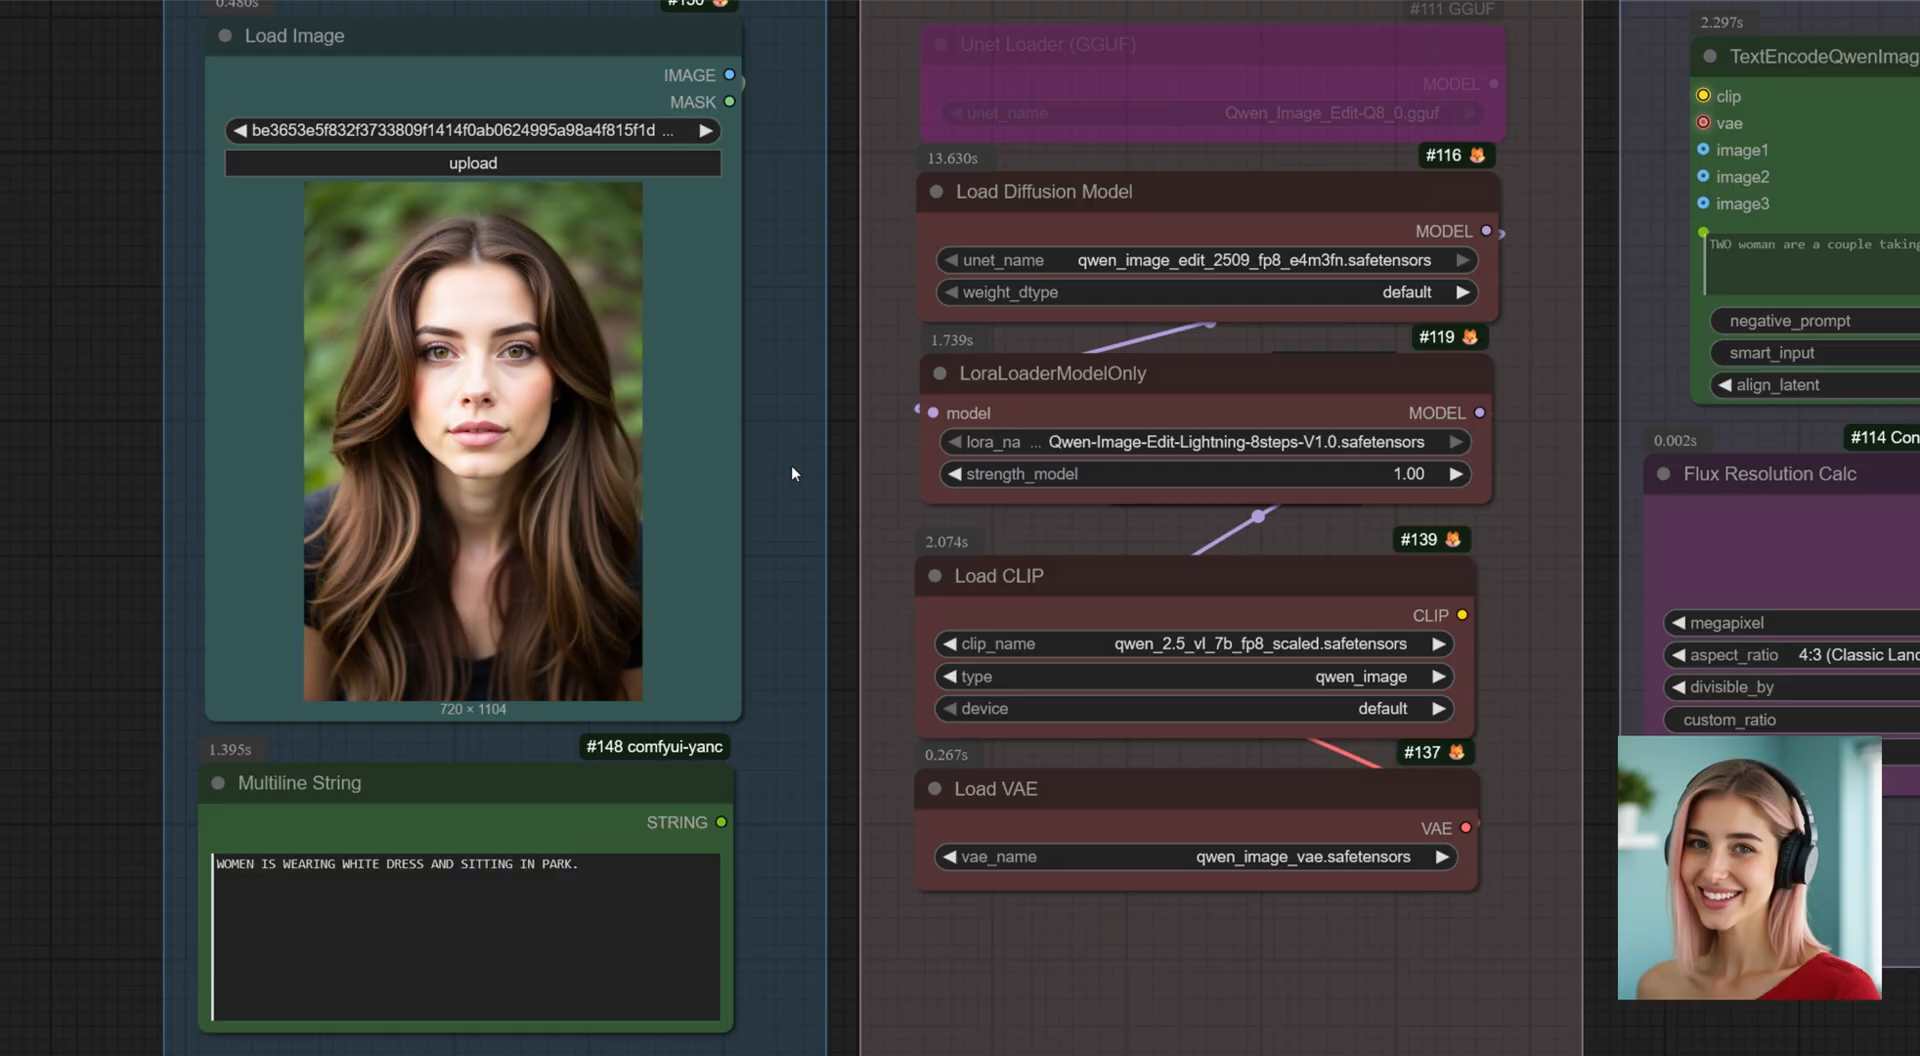 0.480s
#150
Load Image
IMAGE
MASK
be3653e5f832f3733809f1414f0ab0624995a98a4f815f1d ...
upload
720 × 1104
1.395s
#148 comfyui-yanc
Multiline String
STRING
WOMEN IS WEARING WHITE DRESS AND SITTING IN PARK.
#111 GGUF
Unet Loader (GGUF)
MODEL
unet_name Qwen_Image_Edit-Q8_0.gguf
13.630s
#116
Load Diffusion Model
MODEL
unet_name qwen_image_edit_2509_fp8_e4m3fn.safetensors
weight_dtype default
1.739s
#119
LoraLoaderModelOnly
model MODEL
lora_na ... Qwen-Image-Edit-Lightning-8steps-V1.0.safetensors
strength_model 1.00
2.074s
#139
Load CLIP
CLIP
clip_name qwen_2.5_vl_7b_fp8_scaled.safetensors
type qwen_image
device default
0.267s
#137
Load VAE
VAE
vae_name qwen_image_vae.safetensors
2.297s
TextEncodeQwenImag
clip
vae
image1
image2
image3
TWO woman are a couple taking
negative_prompt
smart_input
align_latent
0.002s
#114 Con
Flux Resolution Calc
megapixel
aspect_ratio 4:3 (Classic Land
divisible_by
custom_ratio